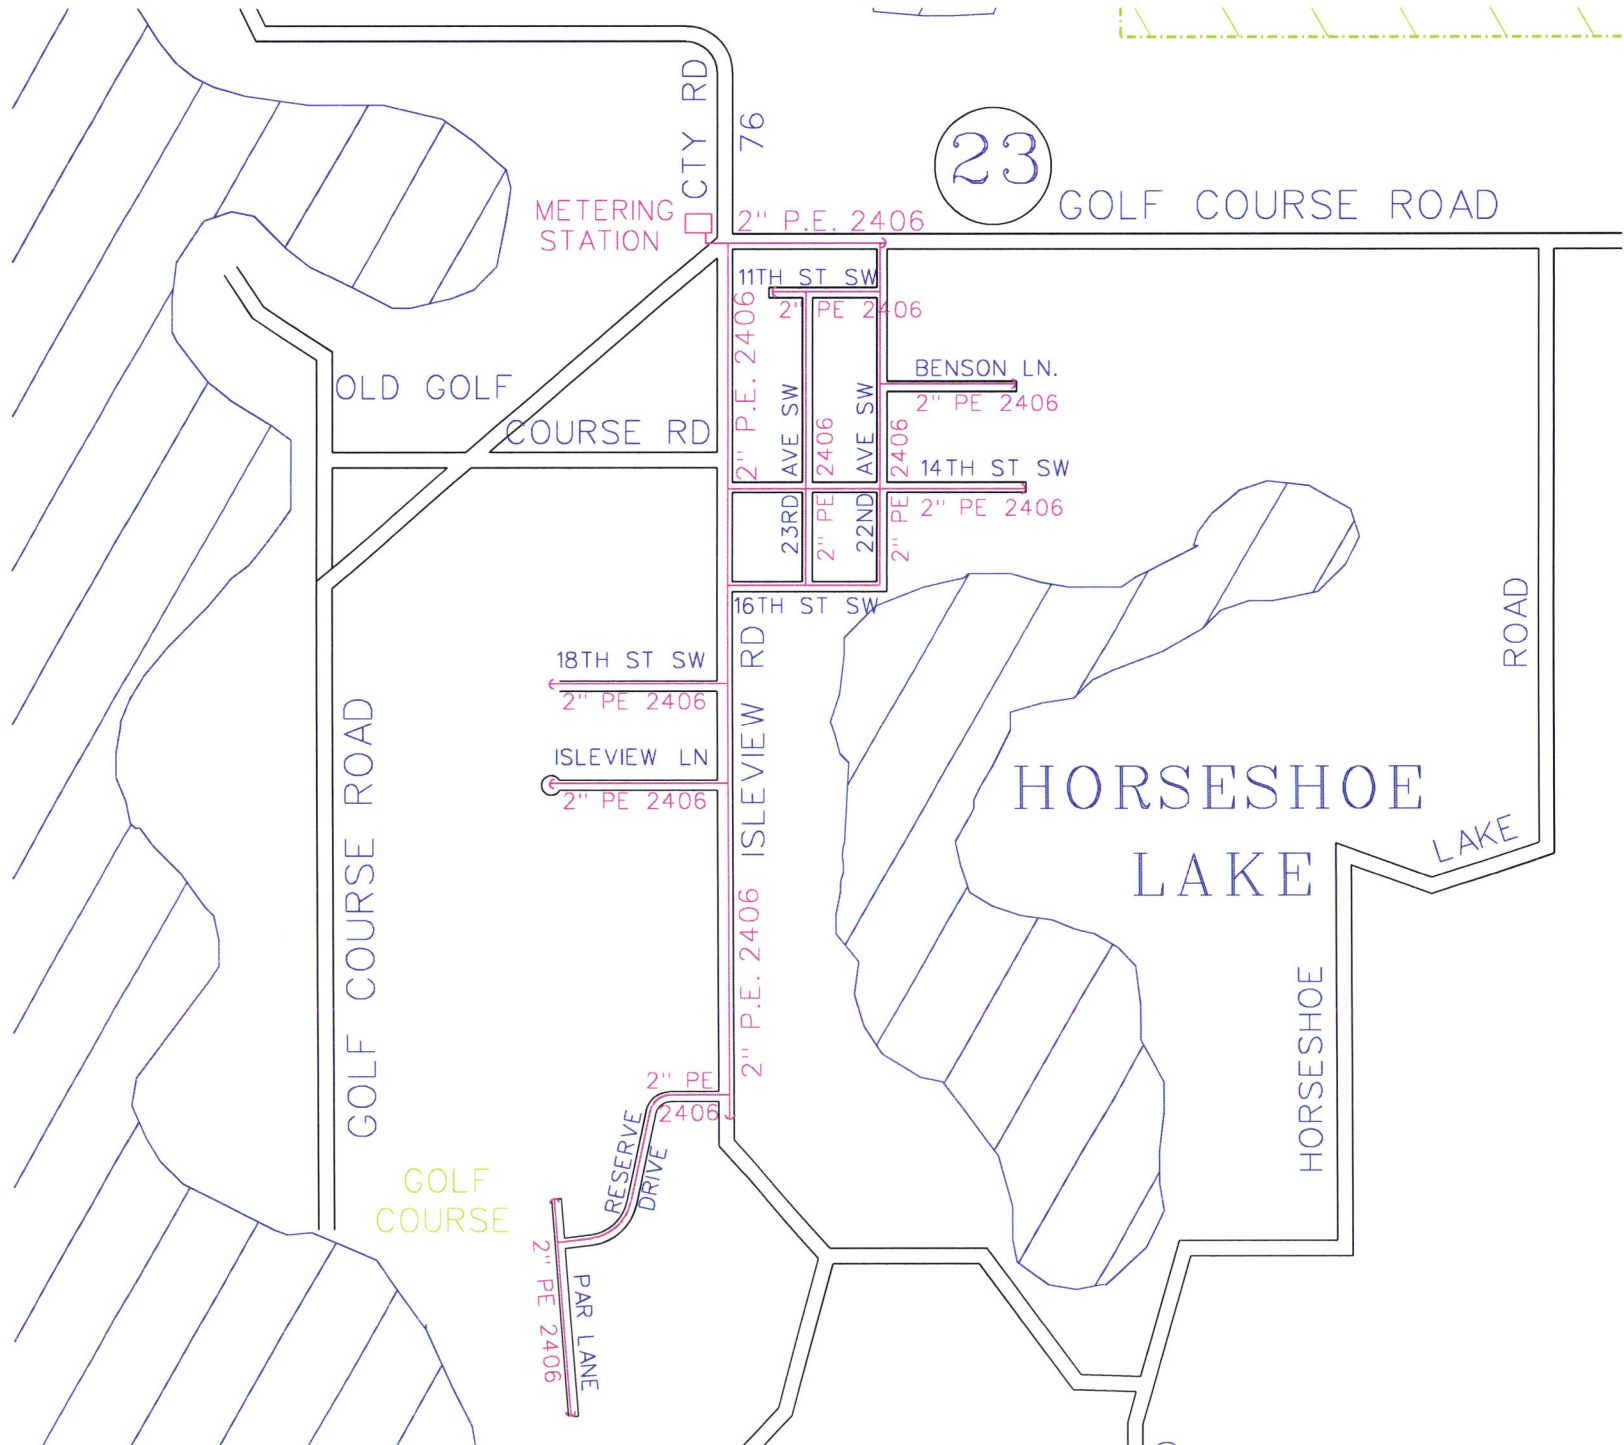 CTY RD
76
23
GOLF COURSE ROAD
METERING
STATION
2" P.E. 2406
11TH ST SW
2" PE 2406
2" P.E. 2406
BENSON LN.
2" PE 2406
OLD GOLF
COURSE RD
23RD AVE SW
2" PE 2406
22ND AVE SW
2" PE 2406
14TH ST SW
2" PE 2406
16TH ST SW
18TH ST SW
2" PE 2406
ISLEVIEW LN
2" PE 2406
ISLEVIEW RD
2" P.E. 2406
GOLF COURSE ROAD
HORSESHOE
LAKE
HORSESHOE
LAKE
ROAD
2" PE
2406
RESERVE
DRIVE
GOLF
COURSE
2" PE 2406
PAR LANE